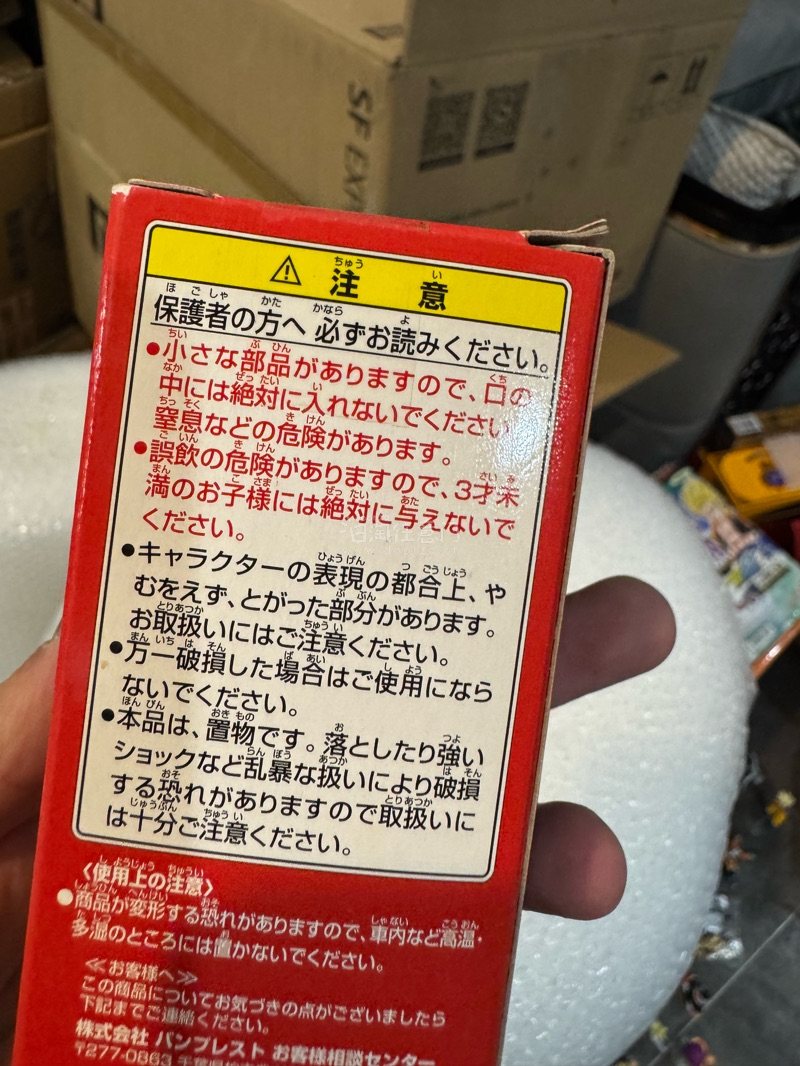 SF EXP
注意
保護者の方へ 必ずお読みください。
●小さな部品がありますので、口の
中には絶対に入れないでください
窒息などの危険があります。
●誤飲の危険がありますので、3才未
満のお子様には絶対に与えないで
ください。
●キャラクターの表現の都合上、や
むをえず、とがった部分があります。
お取扱いにはご注意ください。
●万一破損した場合はご使用になら
ないでください。
●本品は、置物です。落としたり強い
ショックなど乱暴な扱いにより破損
する恐れがありますので取扱いに
は十分ご注意ください。
〈使用上の注意〉
●商品が変形する恐れがありますので、車内など高温・
多湿のところには置かないでください。
≪お客様へ≫
この商品についてお気づきの点がございましたら
下記までご連絡ください。
株式会社 バンプレスト お客様相談センター
〒277-0863 千葉県柏市